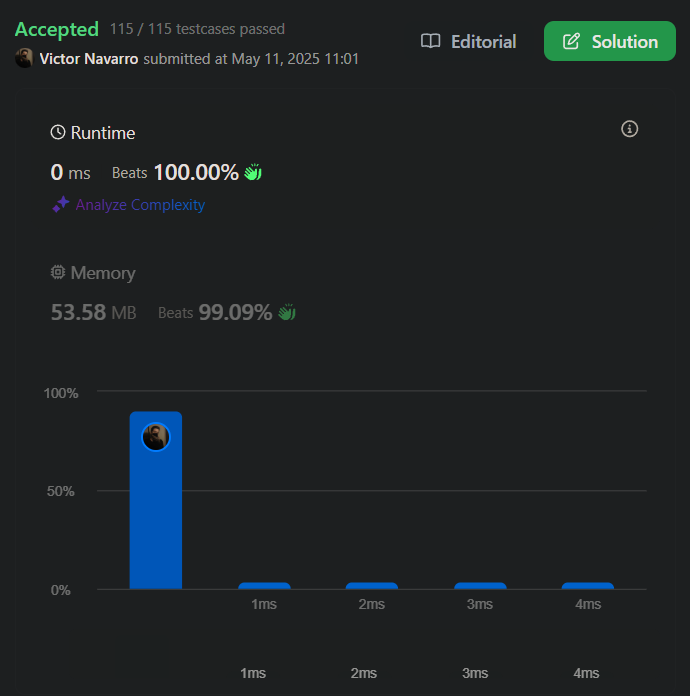 Accepted 115 / 115 testcases passed
Editorial
Solution
Victor Navarro submitted at May 11, 2025 11:01
Runtime
0 ms Beats 100.00%
Analyze Complexity
Memory
53.58 MB Beats 99.09%
100%
50%
0%
1ms 2ms 3ms 4ms
1ms 2ms 3ms 4ms